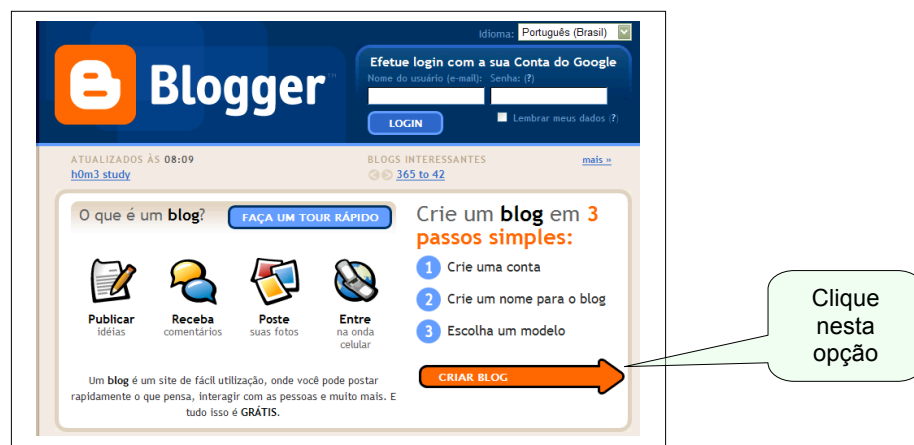 Idioma: Português (Brasil)
Blogger™
Efetue login com a sua Conta do Google
Nome do usuário (e-mail): Senha: (?)
LOGIN
Lembrar meus dados (?)
ATUALIZADOS ÀS 08:09
h0m3 study
BLOGS INTERESSANTES
mais »
365 to 42
O que é um blog?
FAÇA UM TOUR RÁPIDO
Publicar
idéias
Receba
comentários
Poste
suas fotos
Entre
na onda
celular
Um blog é um site de fácil utilização, onde você pode postar
rapidamente o que pensa, interagir com as pessoas e muito mais. E
tudo isso é GRÁTIS.
Crie um blog em 3
passos simples:
1 Crie uma conta
2 Crie um nome para o blog
3 Escolha um modelo
CRIAR BLOG
Clique
nesta
opção